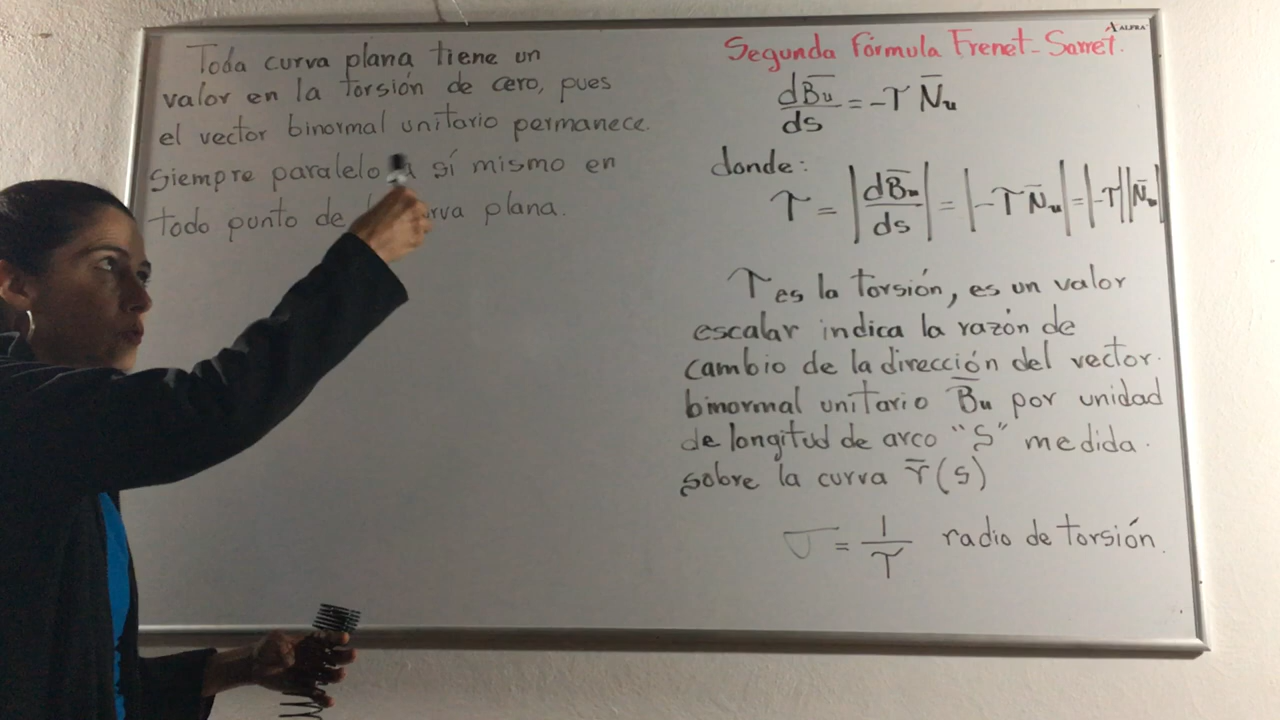 Toda curva plana tiene un
valor en la torsión de cero, pues
el vector binormal unitario permanece.
siempre paralelo a sí mismo en
todo punto de curva plana.
ALFRA
Segunda Fórmula Frenet-Sarret.
dB̅u/ds = -τ N̅u
donde:
τ = |dB̅u/ds| = |-τ N̅u| = |-τ||N̅u|
τ es la torsión, es un valor
escalar indica la razón de
cambio de la dirección del vector.
binormal unitario B̅u por unidad
de longitud de arco "S" medida.
sobre la curva r̅(s)
σ = 1/τ radio de torsión.